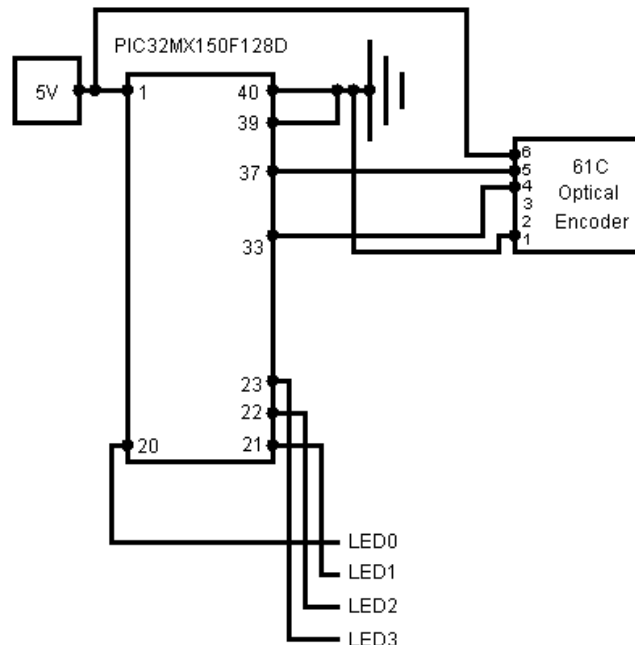 PIC32MX150F128D
5V
1
40
39
37
33
23
22
20
21
6
5
4
3
2
1
61C
Optical
Encoder
LED0
LED1
LED2
LED3